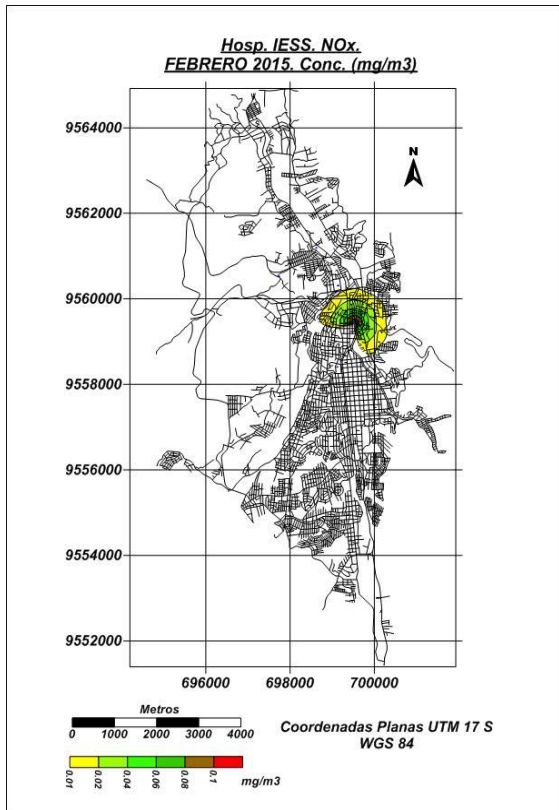 Hosp. IESS. NOx.
FEBRERO 2015. Conc. (mg/m3)
N
9564000
9562000
9560000
9558000
9556000
9554000
9552000
696000 698000 700000
Metros
0 1000 2000 3000 4000
Coordenadas Planas UTM 17 S
WGS 84
0.01 0.02 0.04 0.06 0.08 0.1
mg/m3